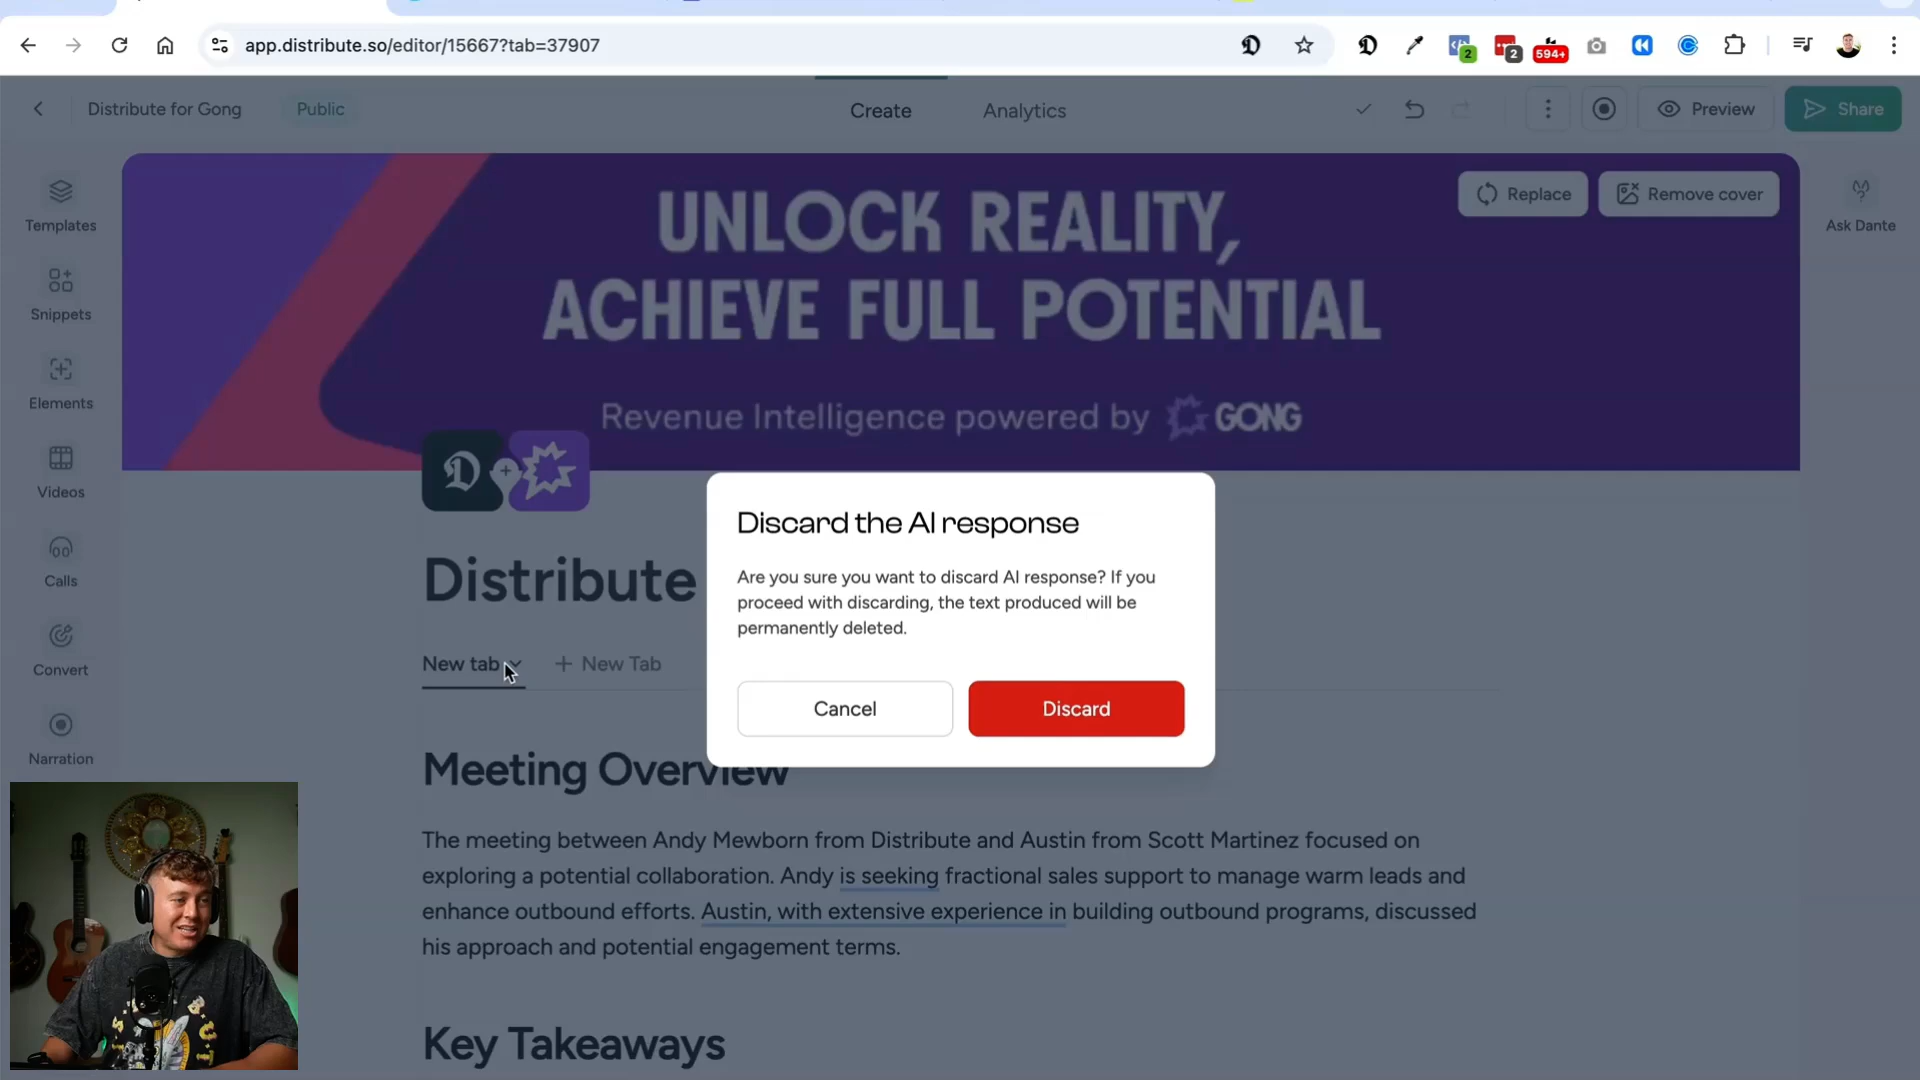 app.distribute.so/editor/15667?tab=37907
2
2
594+
Distribute for Gong
Public
Create
Analytics
Preview
Share
Templates
Snippets
Elements
Videos
Calls
Convert
Narration
UNLOCK REALITY,
ACHIEVE FULL POTENTIAL
Revenue Intelligence powered by GONG
Replace
Remove cover
Ask Dante
Distribute
New tab
New Tab
Discard the AI response
Are you sure you want to discard AI response? If you
proceed with discarding, the text produced will be
permanently deleted.
Cancel
Discard
Meeting Overview
The meeting between Andy Mewborn from Distribute and Austin from Scott Martinez focused on
exploring a potential collaboration. Andy is seeking fractional sales support to manage warm leads and
enhance outbound efforts. Austin, with extensive experience in building outbound programs, discussed
his approach and potential engagement terms.
Key Takeaways